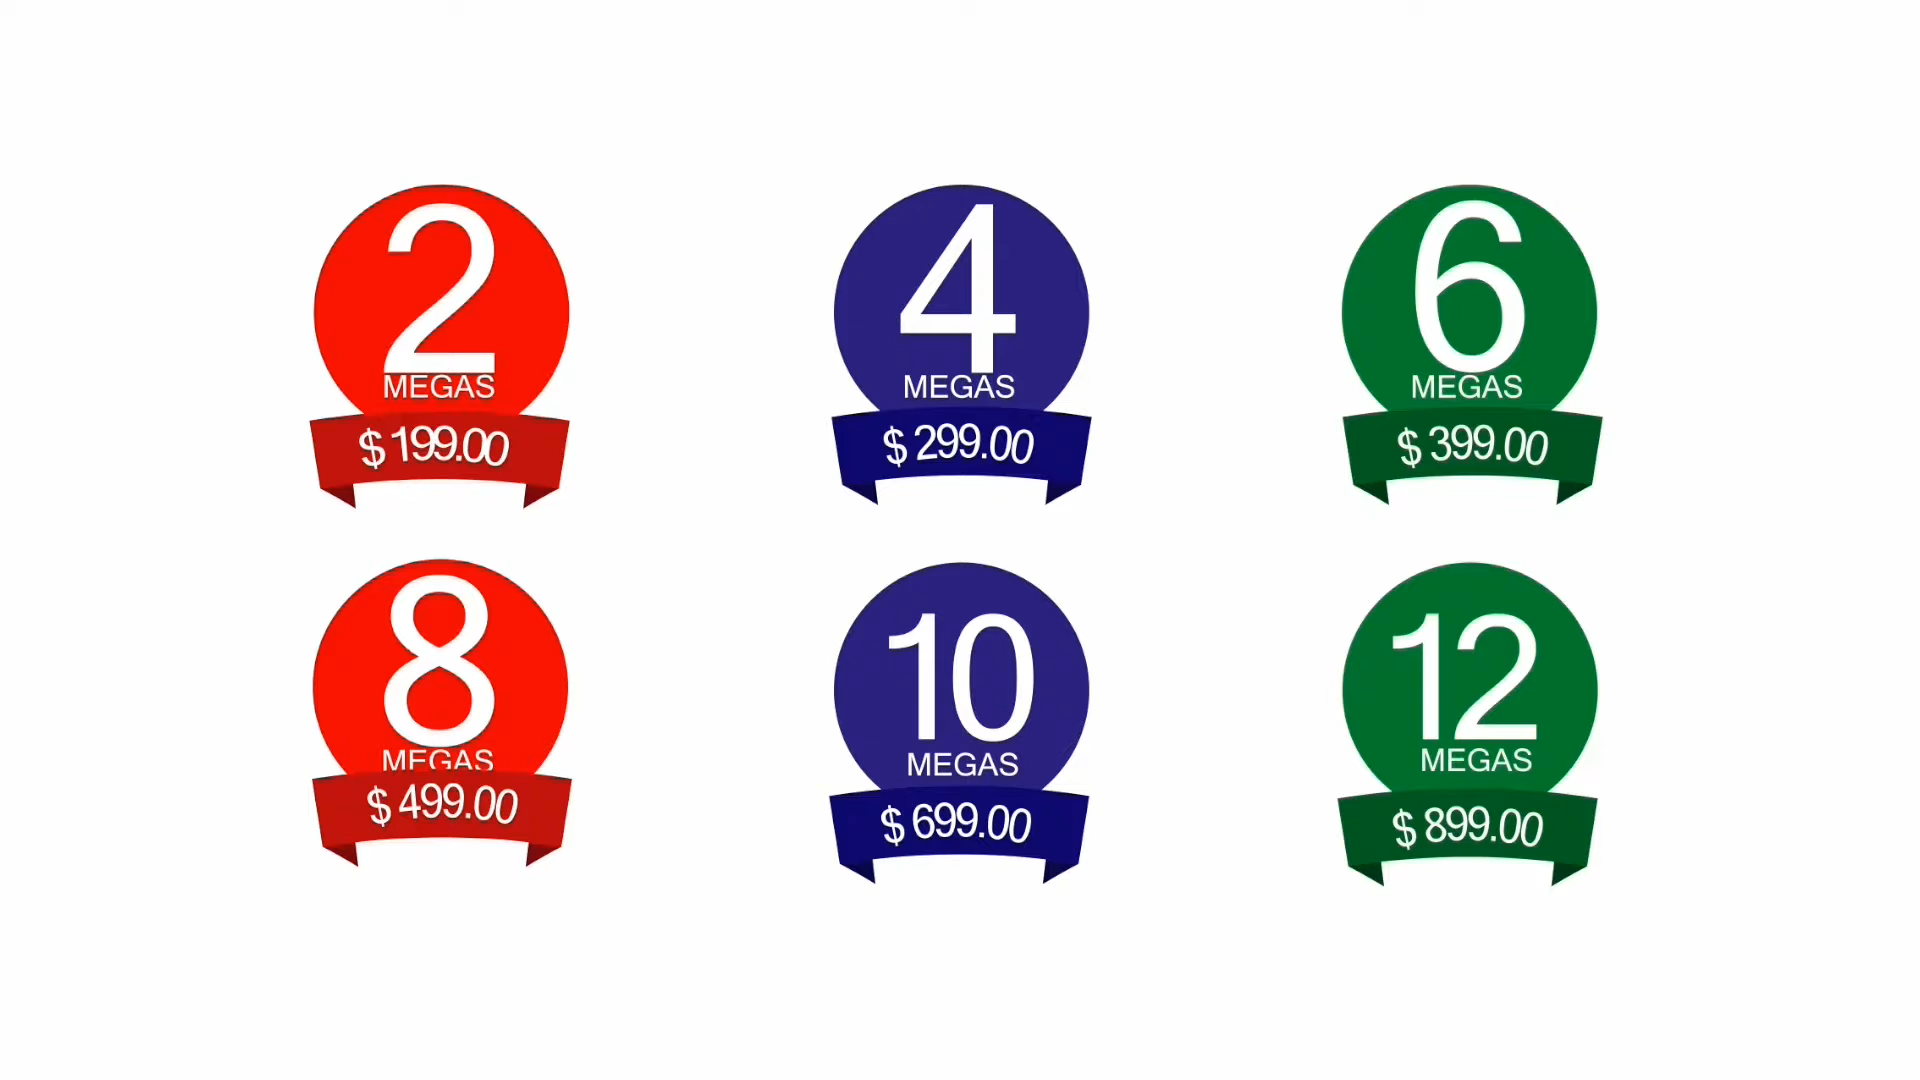 2
MEGAS
$ 199.00
4
MEGAS
$ 299.00
6
MEGAS
$ 399.00
8
MEGAS
$ 499.00
10
MEGAS
$ 699.00
12
MEGAS
$ 899.00